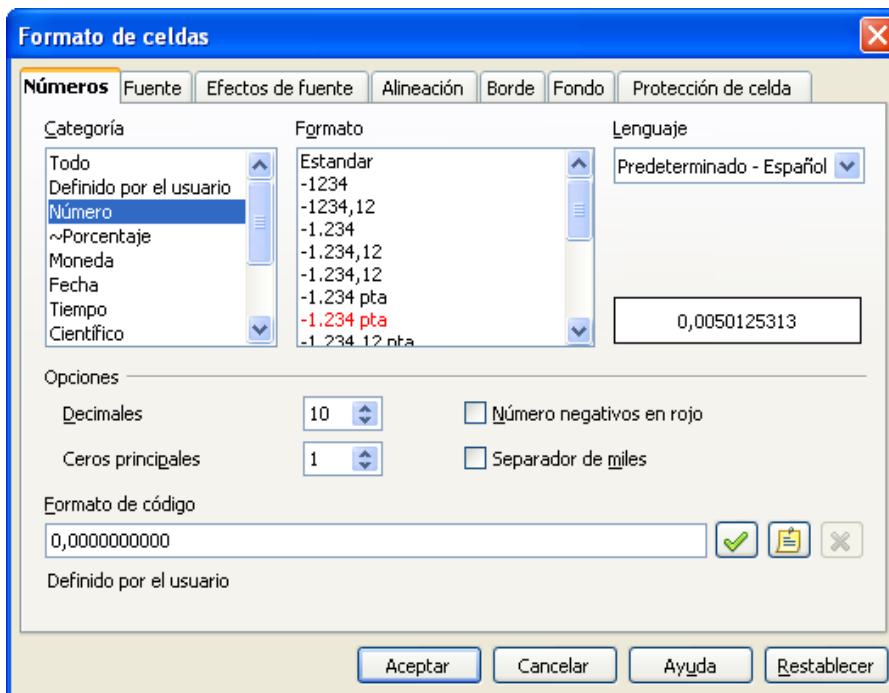 Formato de celdas
Números Fuente Efectos de fuente Alineación Borde Fondo Protección de celda
Categoría Formato Lenguaje
Todo
Definido por el usuario
Número
~Porcentaje
Moneda
Fecha
Tiempo
Científico
Estandar
-1234
-1234,12
-1.234
-1.234,12
-1.234,12
-1.234 pta
-1.234 pta
-1.234,12 pta
Predeterminado - Español
0,0050125313
Opciones
Decimales 10 Número negativos en rojo
Ceros principales 1 Separador de miles
Formato de código
0,0000000000
Definido por el usuario
Aceptar Cancelar Ayuda Restablecer